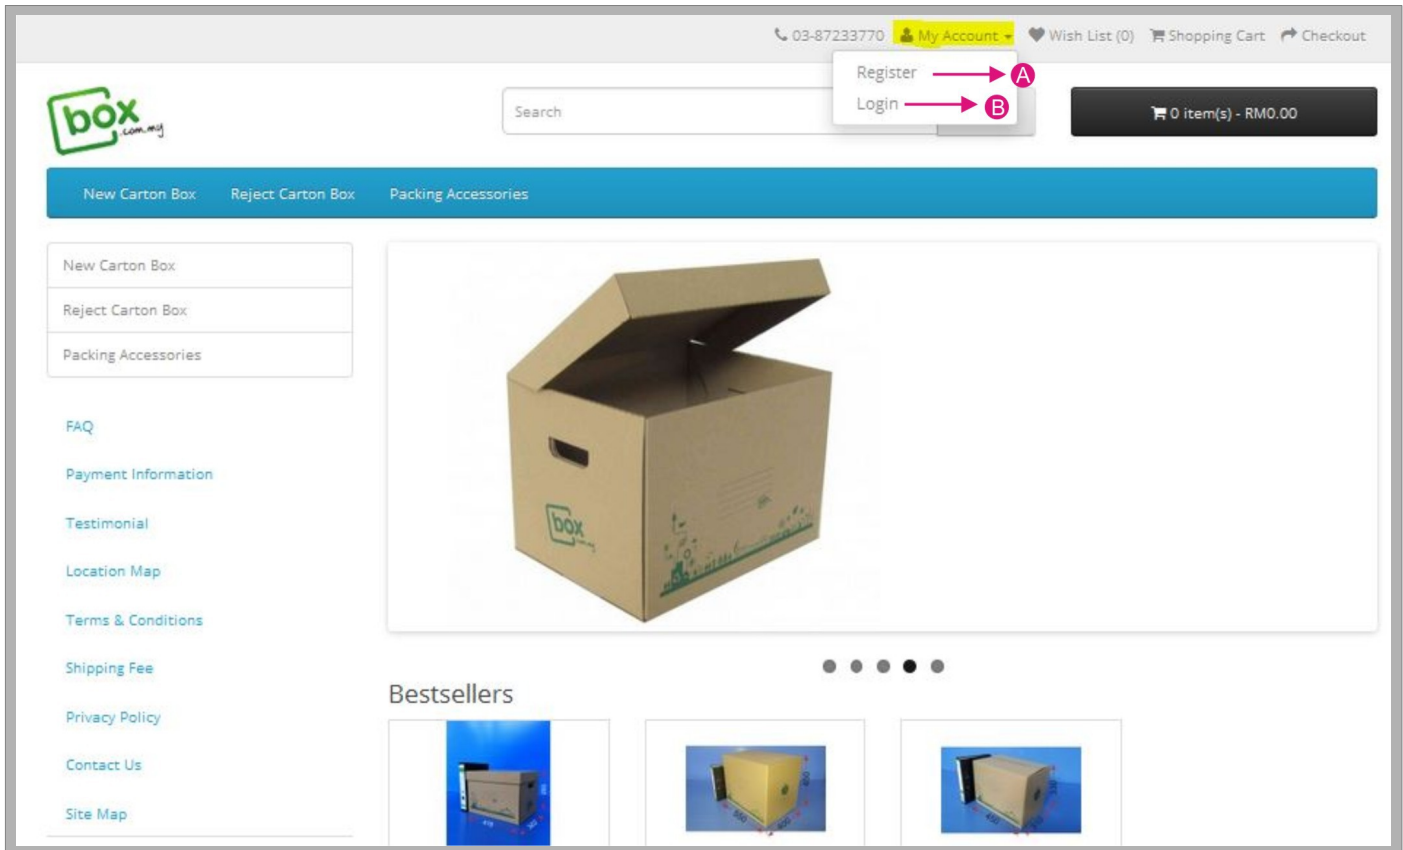 03-87233770 My Account Wish List (0) Shopping Cart Checkout
Register A
Login B
box
.com.my
Search
0 item(s) - RM0.00
New Carton Box Reject Carton Box Packing Accessories
New Carton Box
Reject Carton Box
Packing Accessories
FAQ
Payment Information
Testimonial
Location Map
Terms & Conditions
Shipping Fee
Privacy Policy
Contact Us
Site Map
box
.com.my
Bestsellers